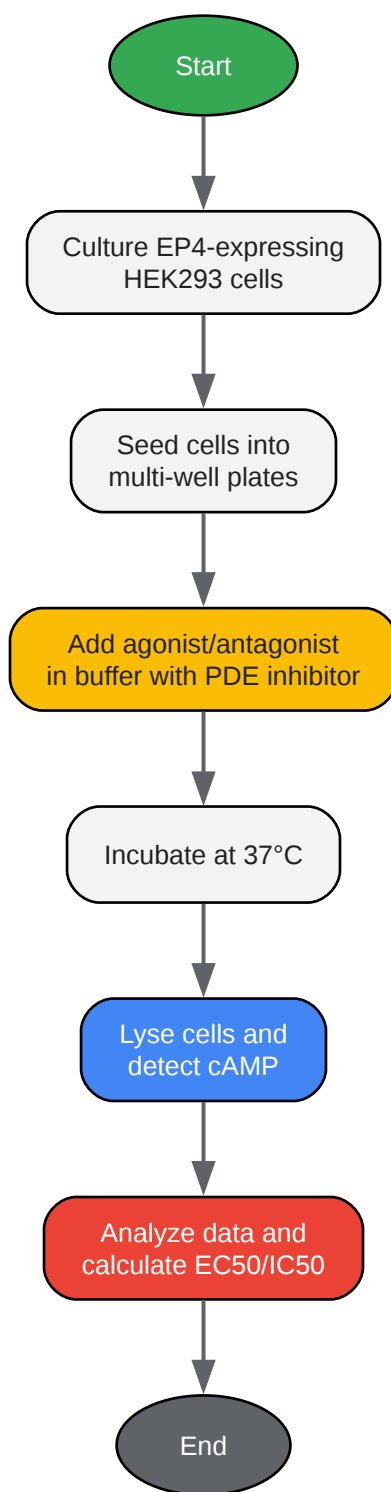 Start
Culture EP4-expressing
HEK293 cells
Seed cells into
multi-well plates
Add agonist/antagonist
in buffer with PDE inhibitor
Incubate at 37°C
Lyse cells and
detect cAMP
Analyze data and
calculate EC50/IC50
End